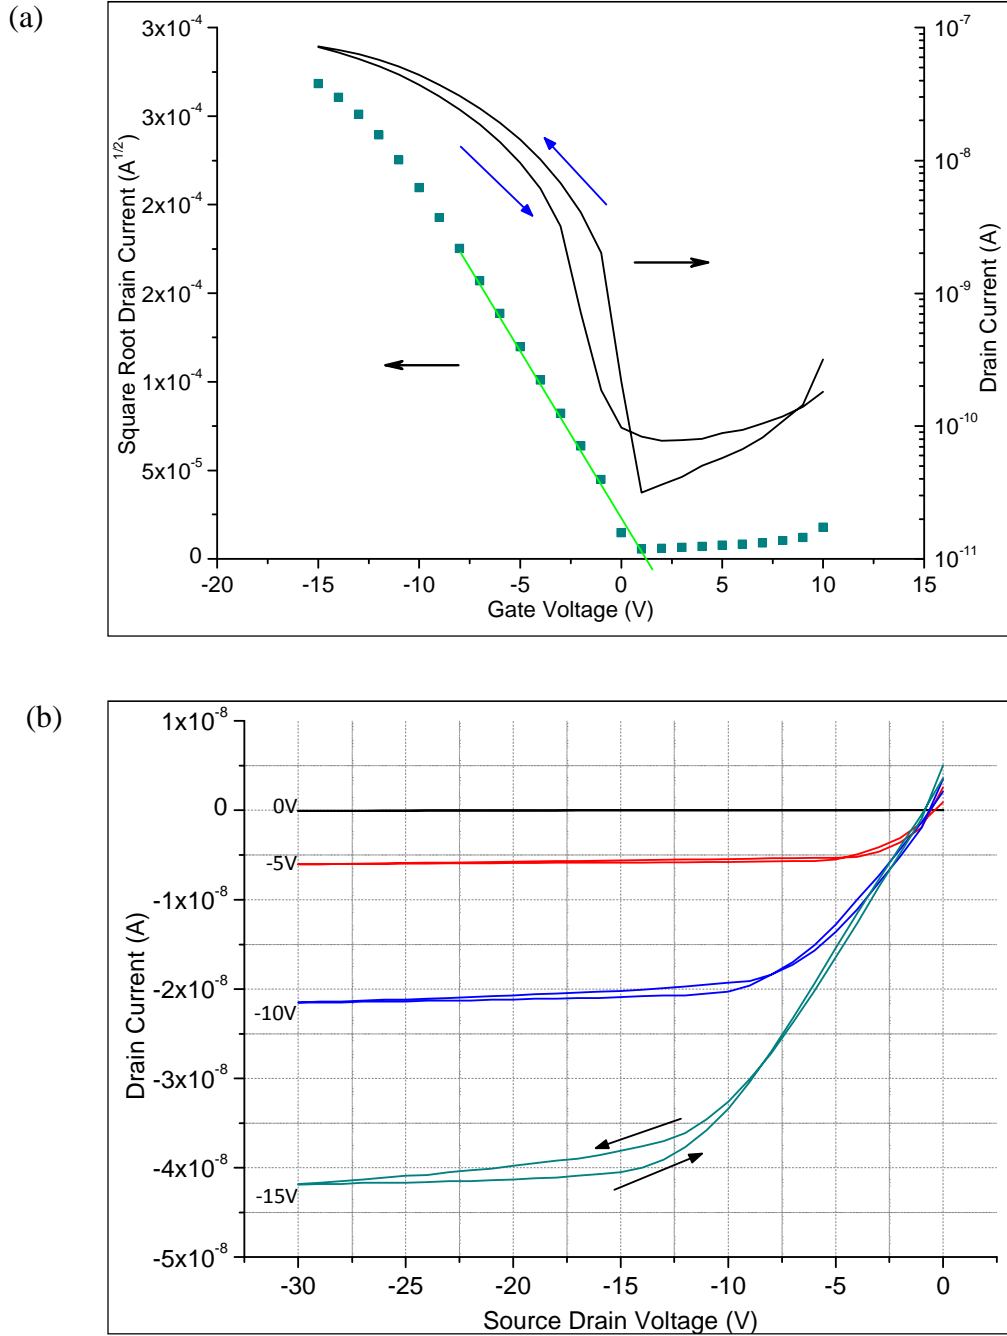 (a)
3x10⁻⁴
3x10⁻⁴
2x10⁻⁴
2x10⁻⁴
1x10⁻⁴
5x10⁻⁵
0
Square Root Drain Current (A^1/2)
10⁻⁷
10⁻⁸
10⁻⁹
10⁻¹⁰
10⁻¹¹
Drain Current (A)
-20 -15 -10 -5 0 5 10 15
Gate Voltage (V)
(b)
1x10⁻⁸
0
-1x10⁻⁸
-2x10⁻⁸
-3x10⁻⁸
-4x10⁻⁸
-5x10⁻⁸
Drain Current (A)
0V
-5V
-10V
-15V
-30 -25 -20 -15 -10 -5 0
Source Drain Voltage (V)